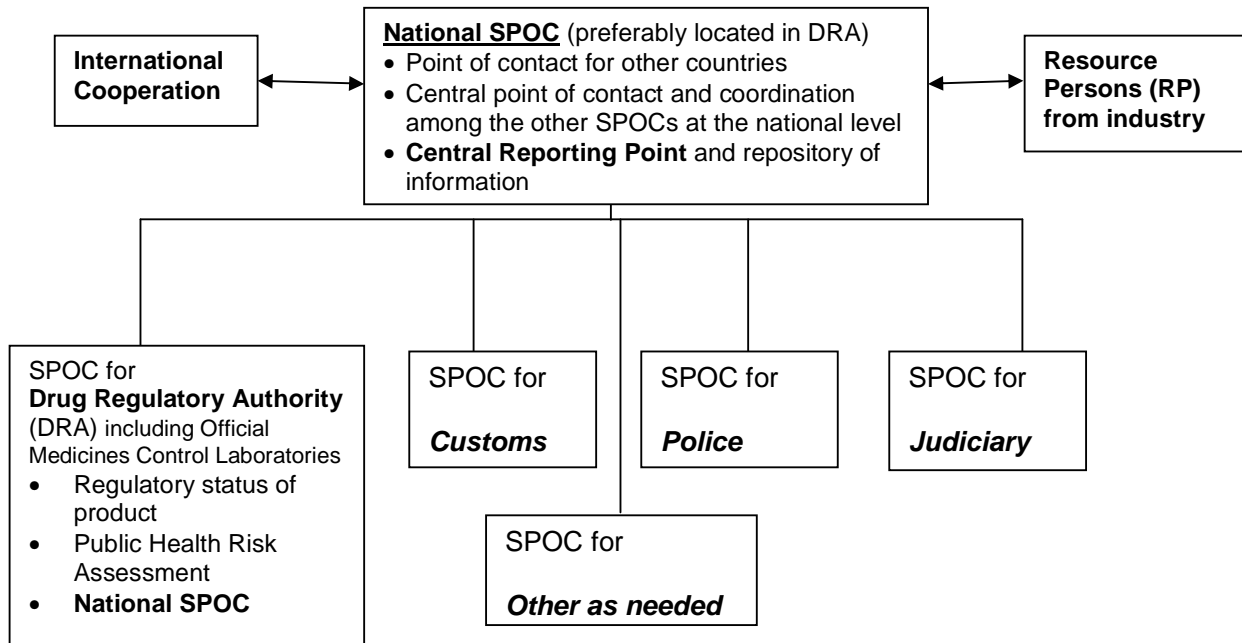 International
Cooperation
National SPOC (preferably located in DRA)
• Point of contact for other countries
• Central point of contact and coordination
among the other SPOCs at the national level
• Central Reporting Point and repository of
information
Resource
Persons (RP)
from industry
SPOC for
Drug Regulatory Authority
(DRA) including Official
Medicines Control Laboratories
• Regulatory status of
product
• Public Health Risk
Assessment
• National SPOC
SPOC for
Customs
SPOC for
Police
SPOC for
Judiciary
SPOC for
Other as needed